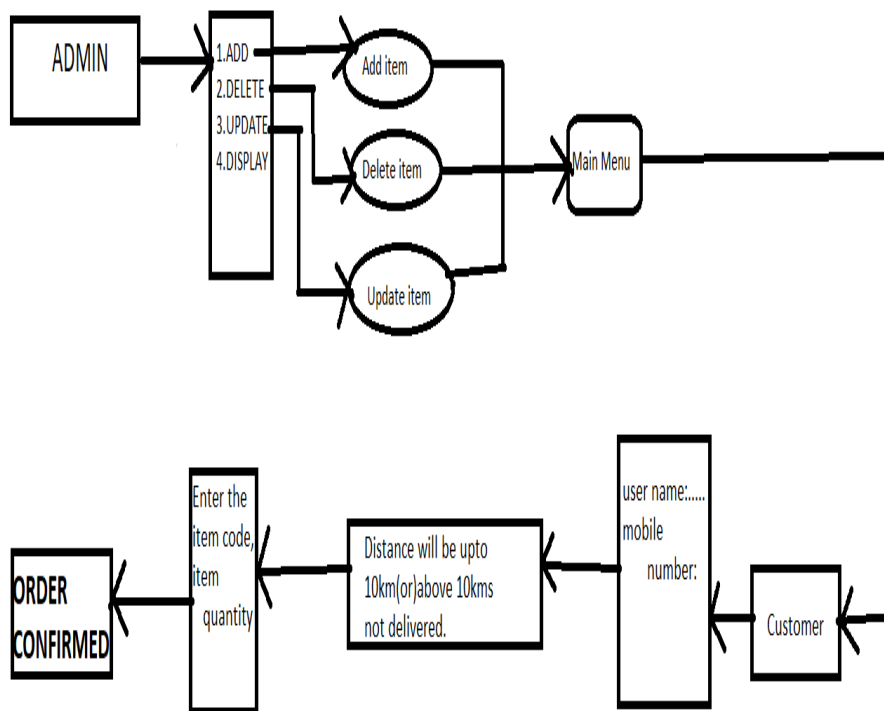 ADMIN
1.ADD
2.DELETE
3.UPDATE
4.DISPLAY
Add item
Delete item
Update item
Main Menu
Customer
user name:.....
mobile
number:
Distance will be upto
10km(or)above 10kms
not delivered.
Enter the
item code,
item
quantity
ORDER
CONFIRMED